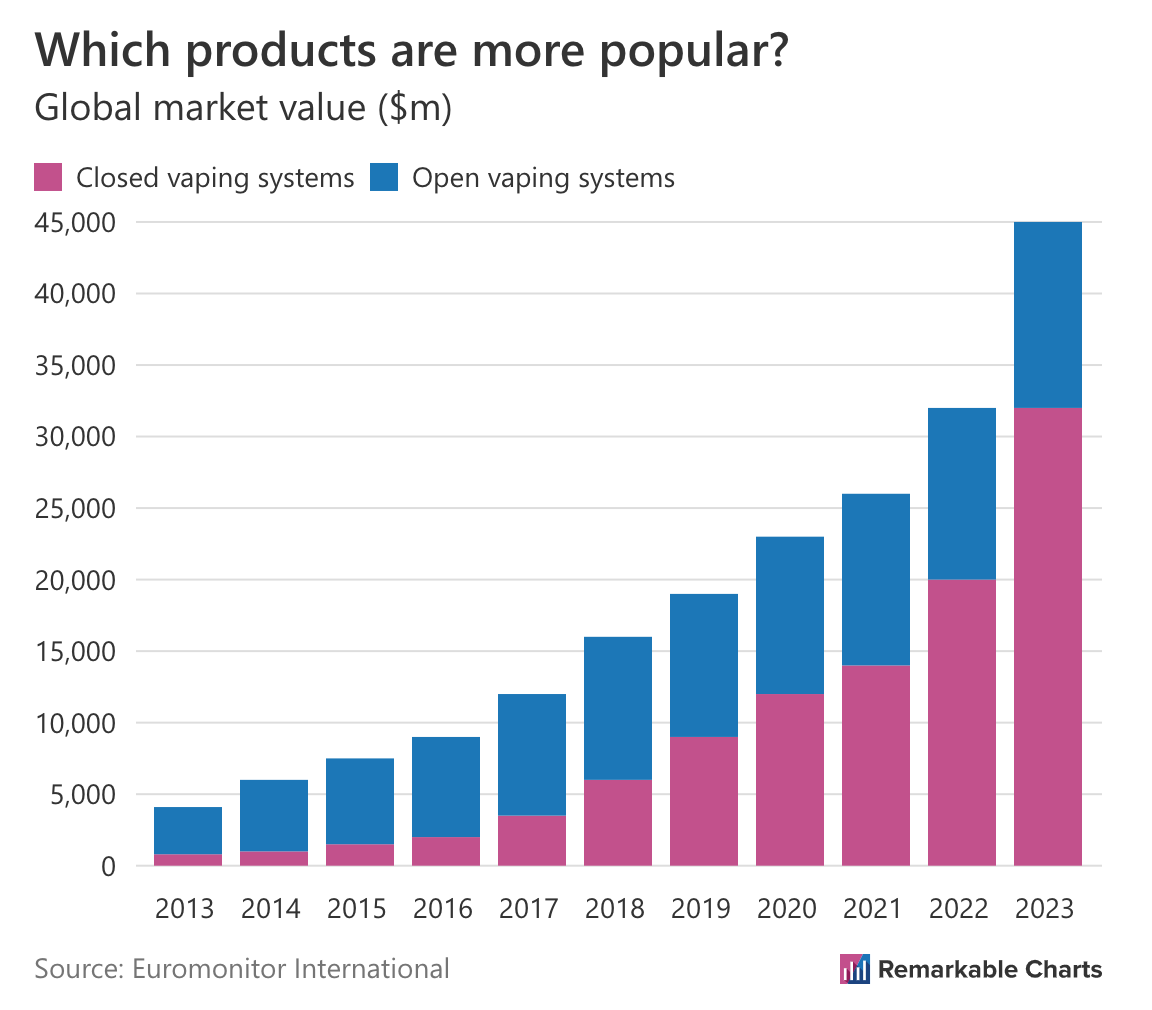 Which products are more popular?
Global market value ($m)
Closed vaping systems Open vaping systems
45,000
40,000
35,000
30,000
25,000
20,000
15,000
10,000
5,000
0
2013 2014 2015 2016 2017 2018 2019 2020 2021 2022 2023
Source: Euromonitor International Remarkable Charts